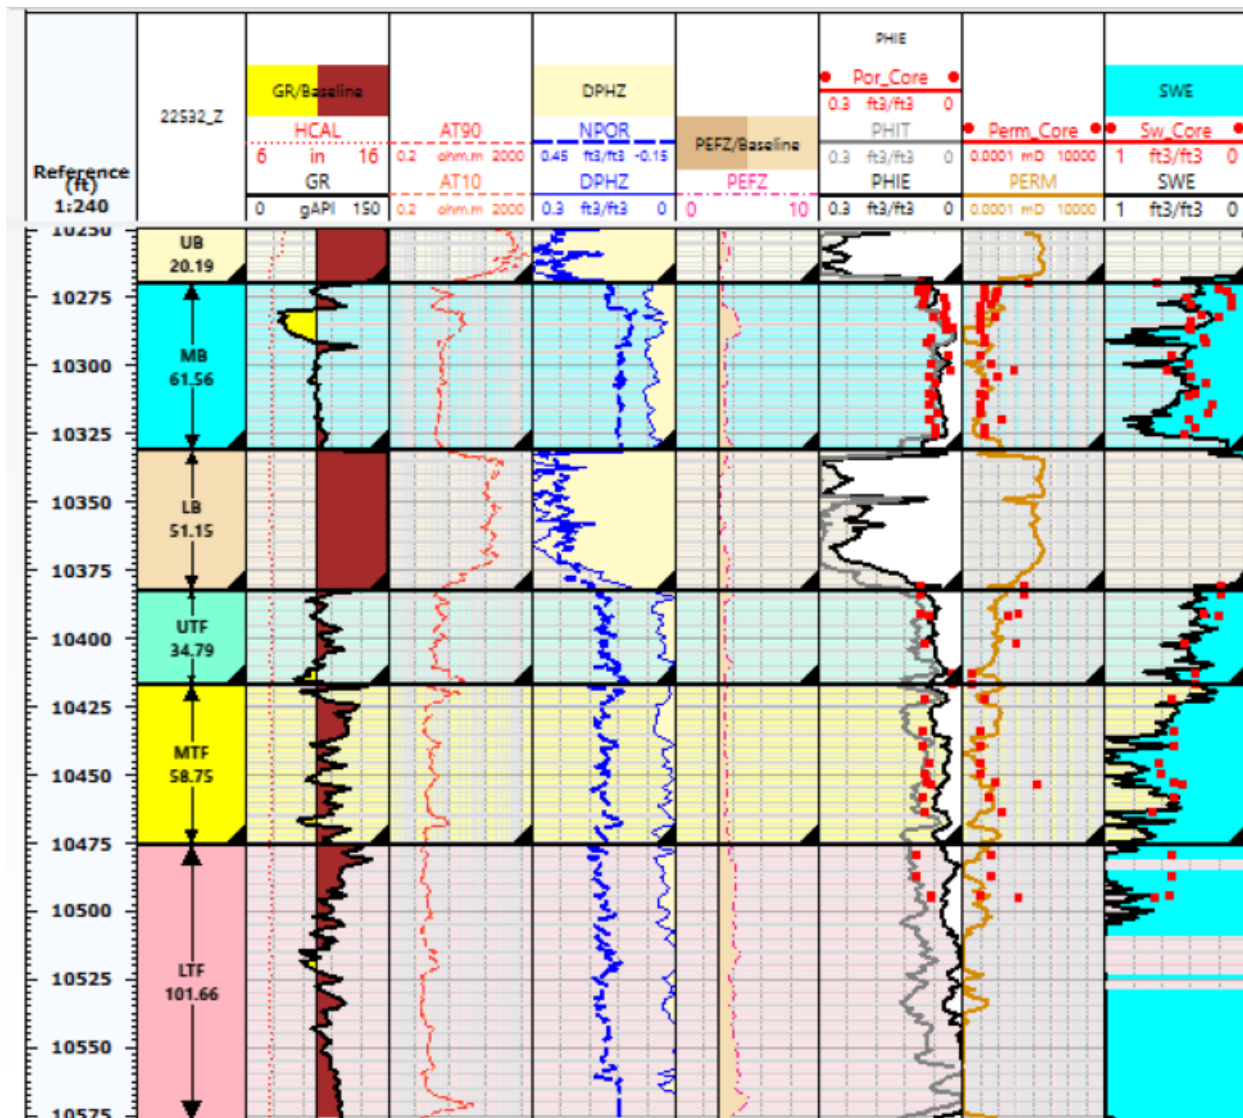 PHIE
GR/Baseline
DPHZ
Por_Core
SWE
22532_Z
0.3 ft3/ft3 0
HCAL
AT90
NPOR
PEFZ/Baseline
PHIT
Perm_Core
Sw_Core
6 in 16
0.2 ohm.m 2000
0.45 ft3/ft3 -0.15
0.3 ft3/ft3 0
0.0001 mD 10000
1 ft3/ft3 0
Reference
(ft)
1:240
GR
AT10
DPHZ
PEFZ
PHIE
PERM
SWE
0 gAPI 150
0.2 ohm.m 2000
0.3 ft3/ft3 0
0 10
0.3 ft3/ft3 0
0.0001 mD 10000
1 ft3/ft3 0
10250
UB
20.19
10275
MB
61.56
10300
10325
LB
51.15
10350
10375
UTF
34.79
10400
10425
MTF
58.75
10450
10475
10500
LTF
101.66
10525
10550
10575